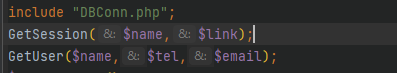 include "DBConn.php";
GetSession( &: $name, &: $link);
GetUser($name, &: $tel, &: $email);